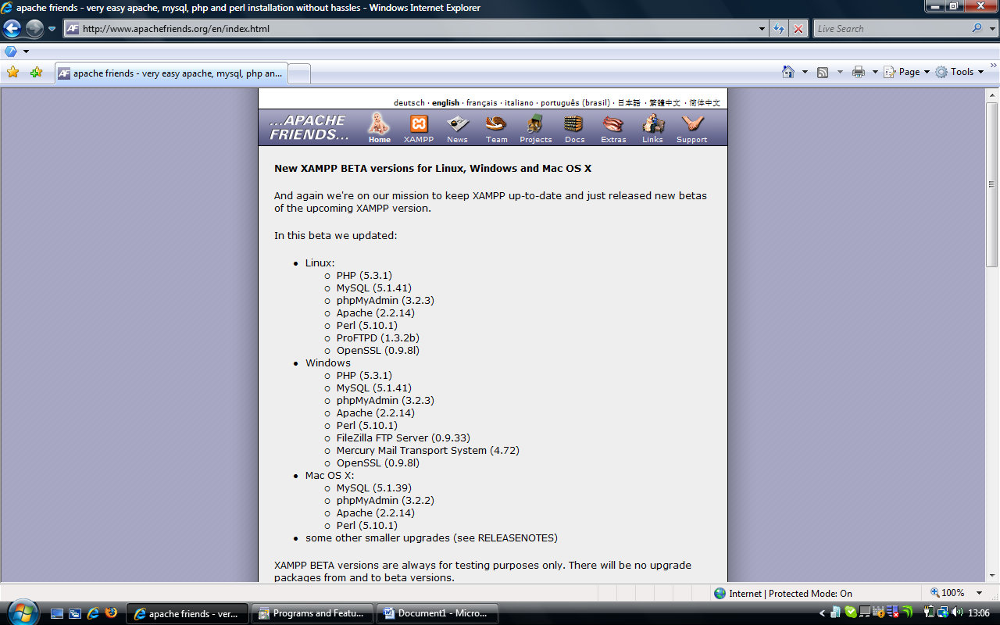 apache friends - very easy apache, mysql, php and perl installation without hassles - Windows Internet Explorer
http://www.apachefriends.org/en/index.html
Live Search
AF apache friends - very easy apache, mysql, php an...
Page
Tools
deutsch · english · français · italiano · português (brasil) · 日本語 · 繁體中文 · 简体中文
...APACHE
FRIENDS...
Home XAMPP News Team Projects Docs Extras Links Support
New XAMPP BETA versions for Linux, Windows and Mac OS X
And again we're on our mission to keep XAMPP up-to-date and just released new betas
of the upcoming XAMPP version.
In this beta we updated:
Linux:
PHP (5.3.1)
MySQL (5.1.41)
phpMyAdmin (3.2.3)
Apache (2.2.14)
Perl (5.10.1)
ProFTPD (1.3.2b)
OpenSSL (0.9.8l)
Windows
PHP (5.3.1)
MySQL (5.1.41)
phpMyAdmin (3.2.3)
Apache (2.2.14)
Perl (5.10.1)
FileZilla FTP Server (0.9.33)
Mercury Mail Transport System (4.72)
OpenSSL (0.9.8l)
Mac OS X:
MySQL (5.1.39)
phpMyAdmin (3.2.2)
Apache (2.2.14)
Perl (5.10.1)
some other smaller upgrades (see RELEASENOTES)
XAMPP BETA versions are always for testing purposes only. There will be no upgrade
packages from and to beta versions.
Internet | Protected Mode: On
100%
apache friends - ver...
Programs and Featu...
Document1 - Micro...
13:06